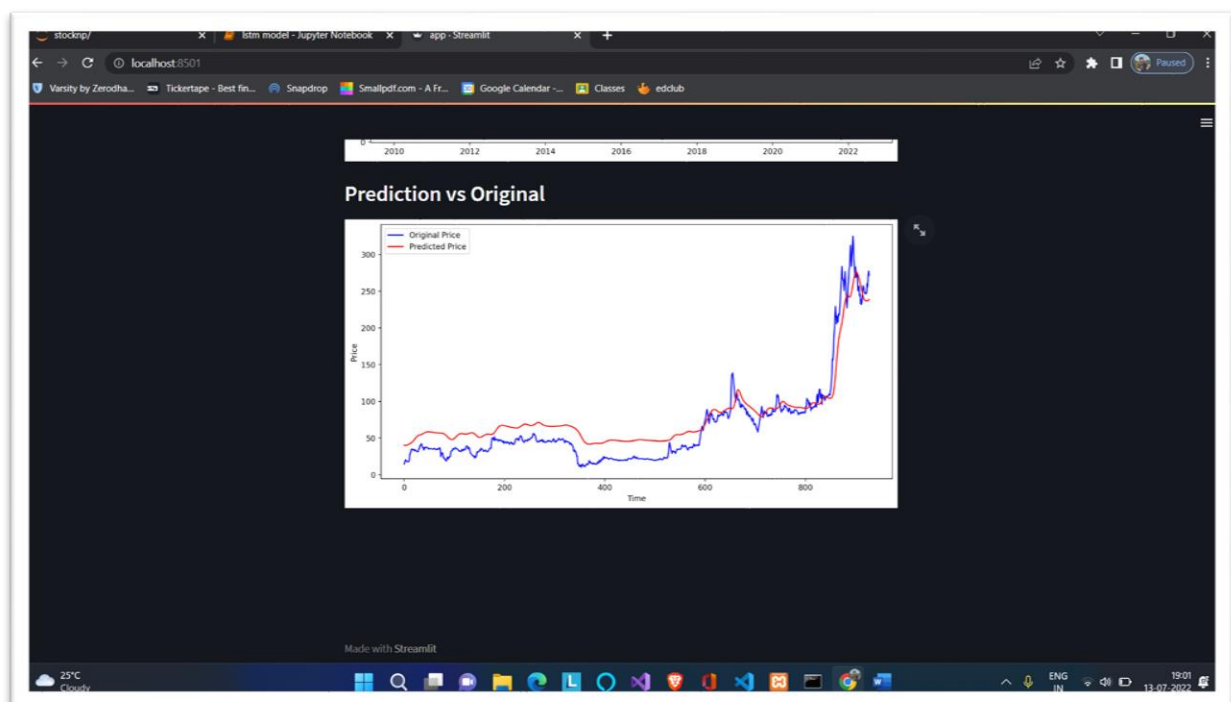 stocknp/ lstm model - Jupyter Notebook app · Streamlit
localhost:8501 Paused
Varsity by Zerodha... Tickertape - Best fin... Snapdrop Smallpdf.com - A Fr... Google Calendar -... Classes edclub
0
2010 2012 2014 2016 2018 2020 2022
Prediction vs Original
Original Price
Predicted Price
300
250
200
150
100
50
0
Price
0 200 400 600 800
Time
Made with Streamlit
25°C
Cloudy
ENG
IN
19:01
13-07-2022